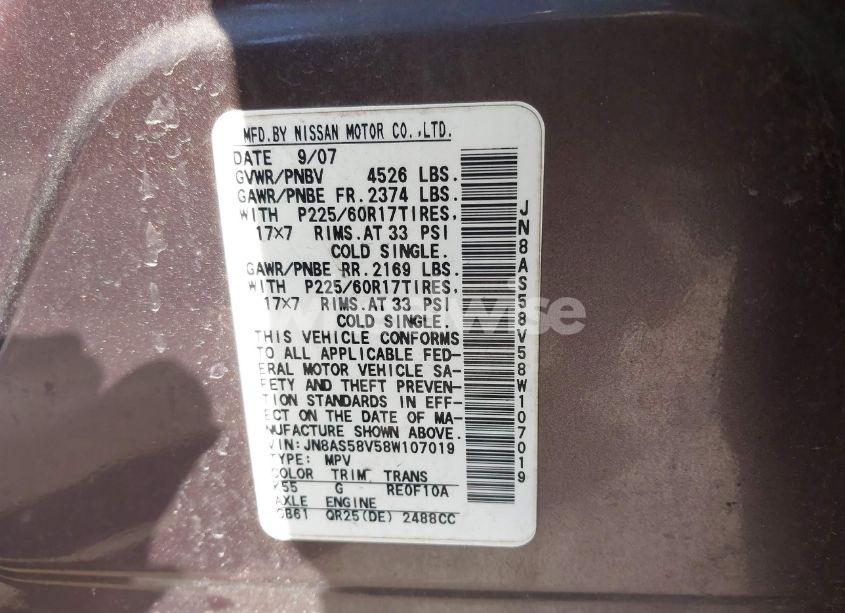 MFD.BY NISSAN MOTOR CO.,LTD.
DATE 9/07
GVWR/PNBV 4526 LBS.
GAWR/PNBE FR.2374 LBS.
WITH P225/60R17TIRES,
17×7 RIMS.AT 33 PSI
COLD SINGLE.
GAWR/PNBE RR.2169 LBS.
WITH P225/60R17TIRES,
17×7 RIMS.AT 33 PSI
COLD SINGLE.
THIS VEHICLE CONFORMS
TO ALL APPLICABLE FED-
ERAL MOTOR VEHICLE SA-
FETY AND THEFT PREVEN-
TION STANDARDS IN EFF-
ECT ON THE DATE OF MA-
NUFACTURE SHOWN ABOVE.
VIN:JN8AS58V58W107019
TYPE: MPV
COLOR TRIM TRANS
G RE0F10A
AXLE ENGINE
QR25(DE) 2488CC
JN8AS58V58W107019